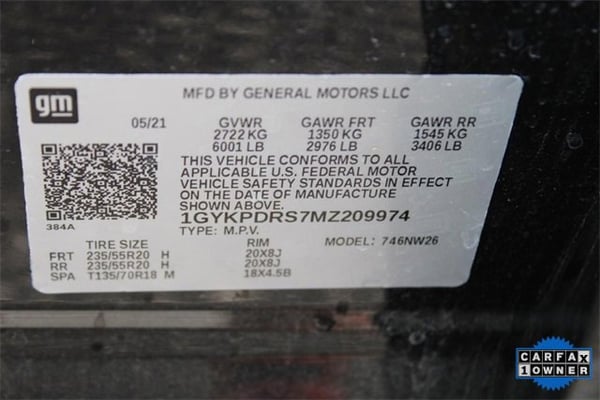 gm
MFD BY GENERAL MOTORS LLC
05/21 GVWR GAWR FRT GAWR RR
2722 KG 1350 KG 1545 KG
6001 LB 2976 LB 3406 LB
THIS VEHICLE CONFORMS TO ALL
APPLICABLE U.S. FEDERAL MOTOR
VEHICLE SAFETY STANDARDS IN EFFECT
ON THE DATE OF MANUFACTURE
SHOWN ABOVE.
384A
1GYKPDRS7MZ209974
TYPE: M.P.V. MODEL: 746NW26
TIRE SIZE RIM
FRT 235/55R20 H 20X8J
RR 235/55R20 H 20X8J
SPA T135/70R18 M 18X4.5B
CARFAX
1 OWNER